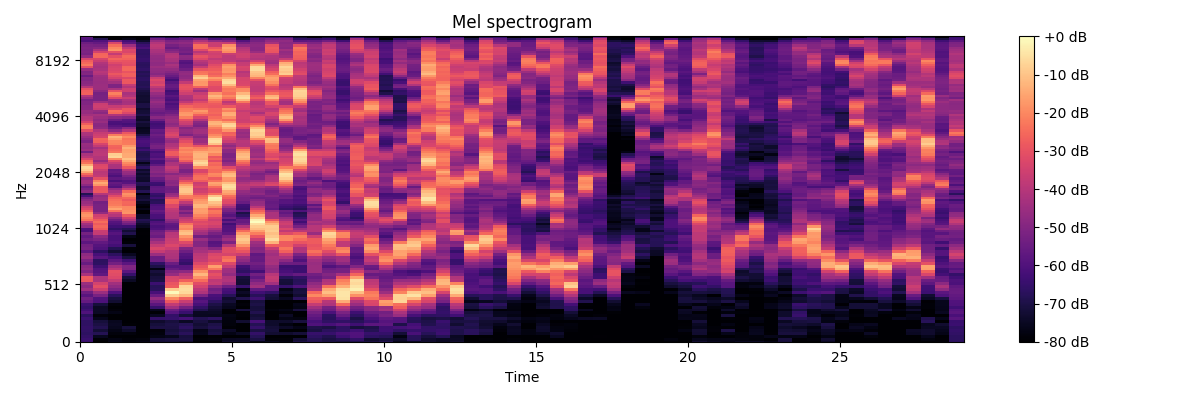 Mel spectrogram
Hz
8192
4096
2048
1024
512
0
0 5 10 15 20 25
Time
+0 dB
-10 dB
-20 dB
-30 dB
-40 dB
-50 dB
-60 dB
-70 dB
-80 dB